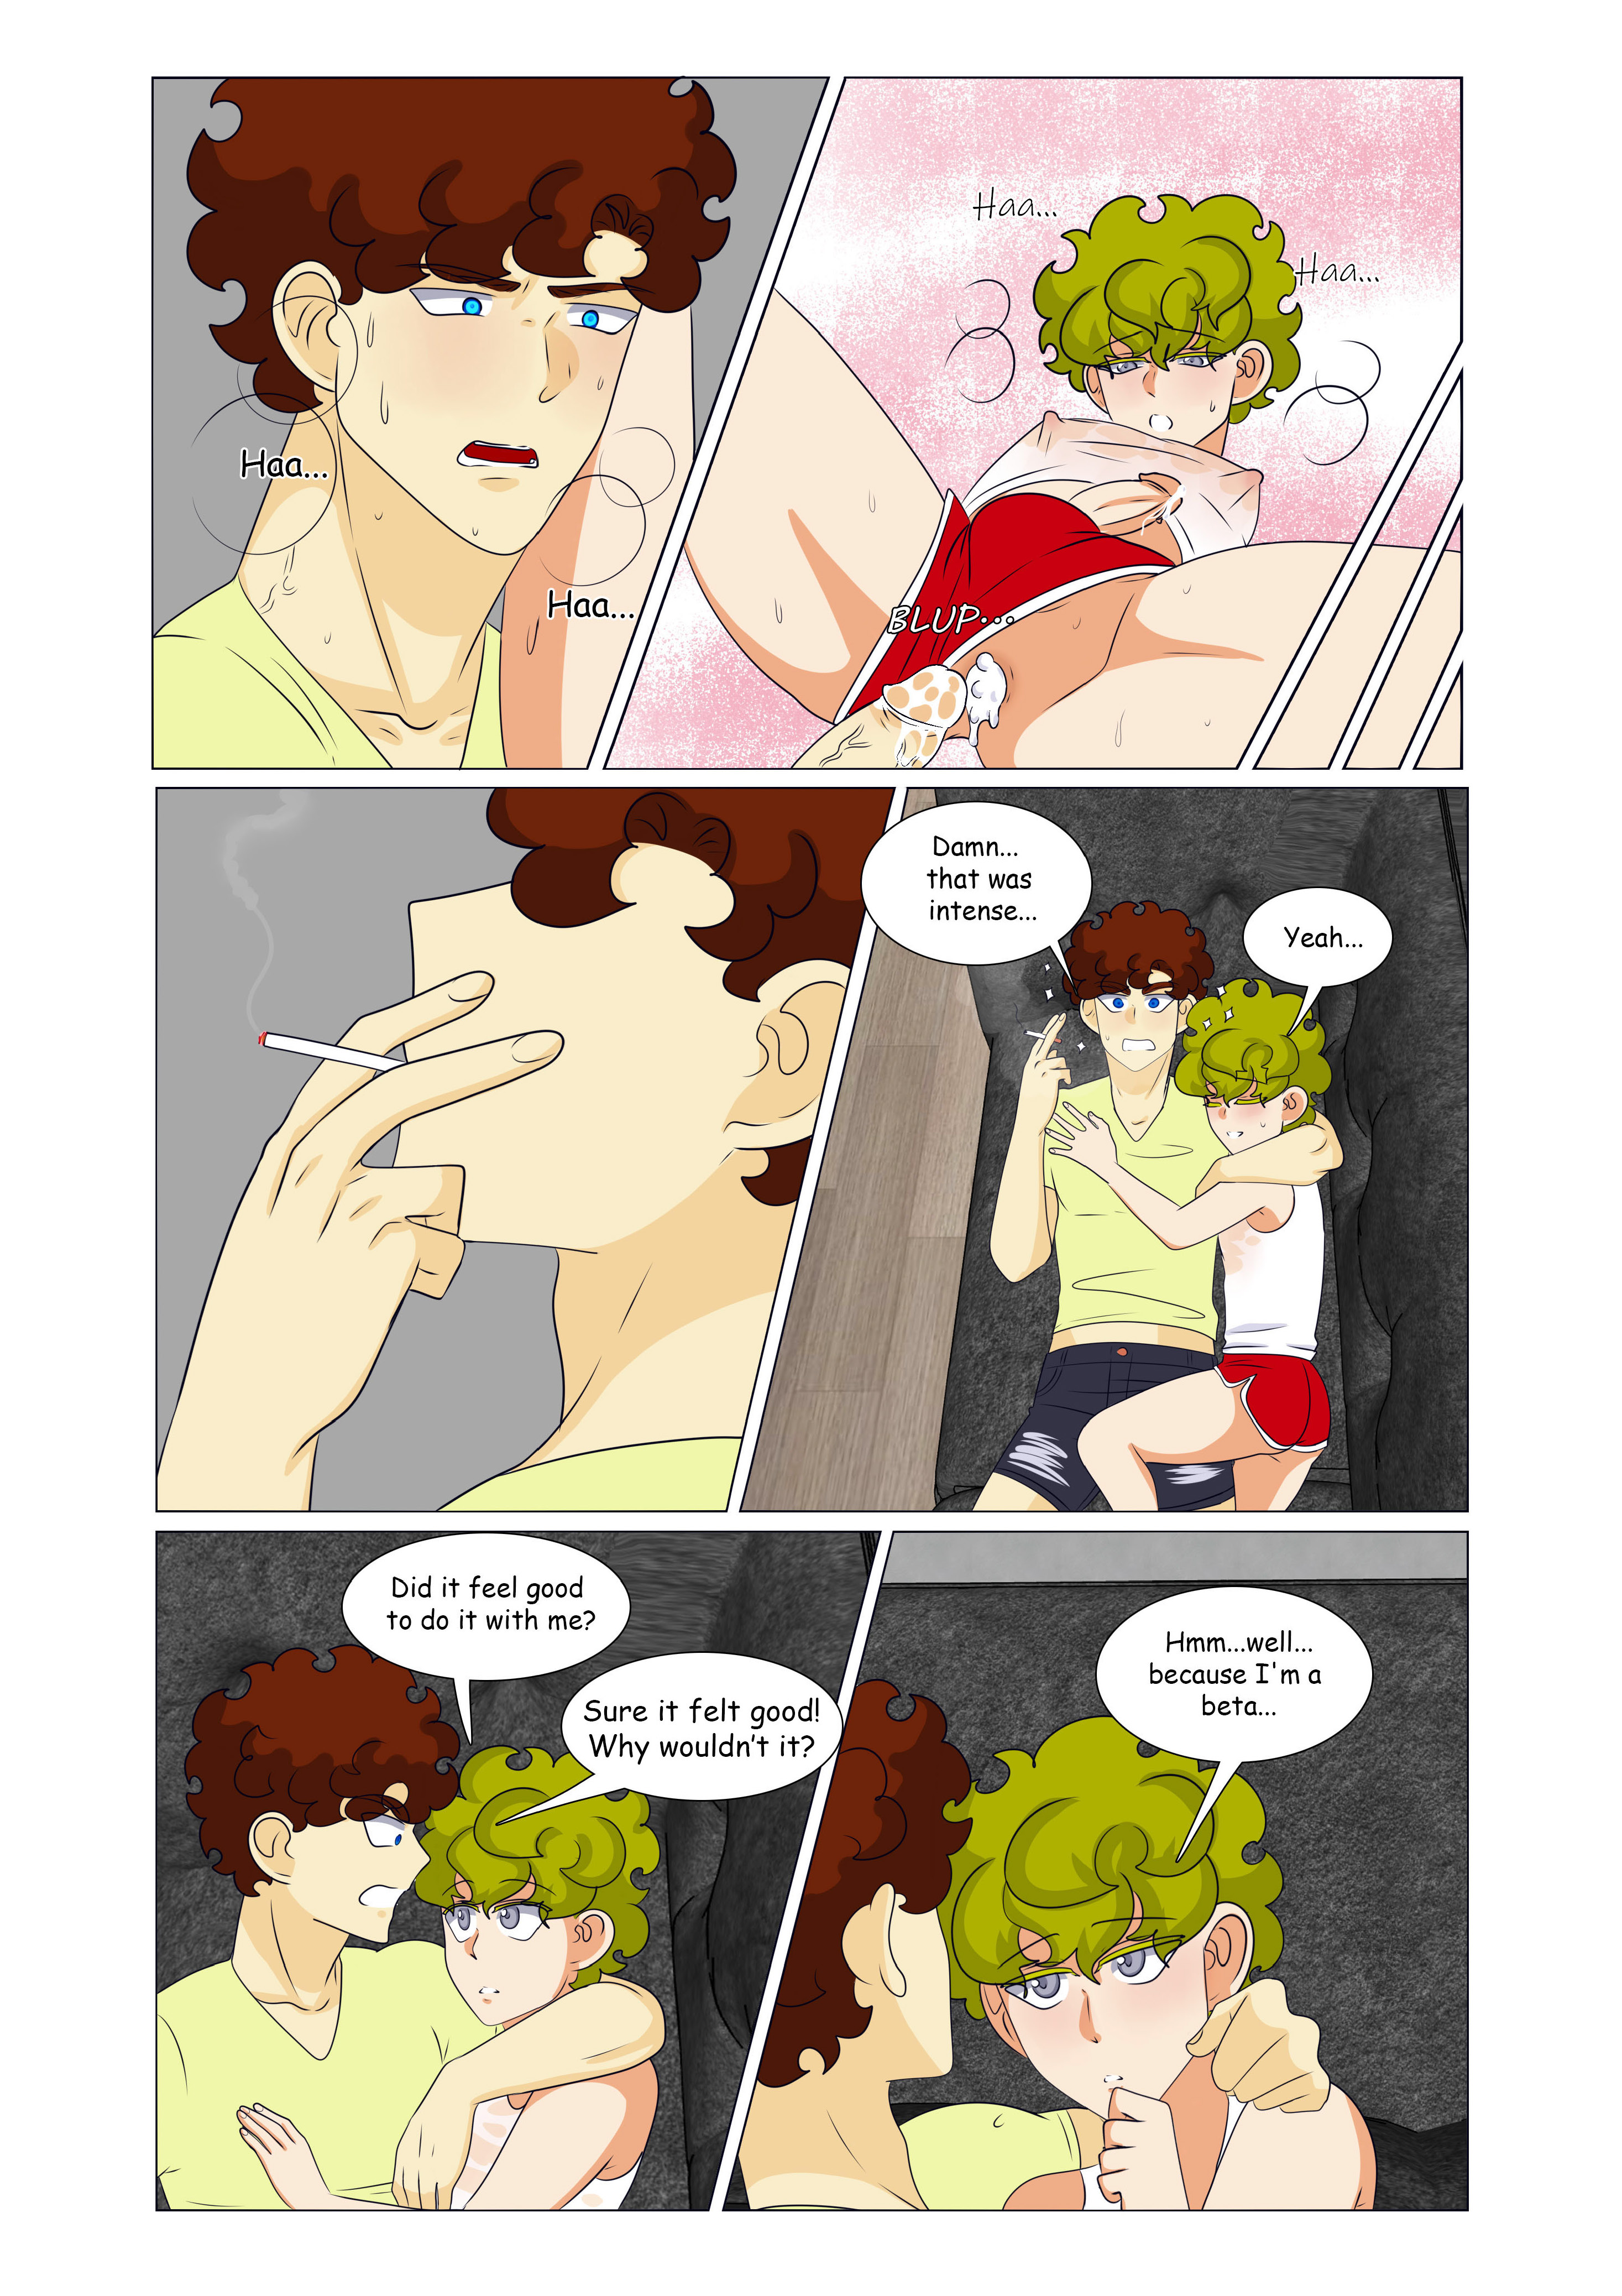 Haa...
Haa...
Haa...
Haa...
BLUP...
Damn...
that was
intense...
Yeah...
Did it feel good
to do it with me?
Sure it felt good!
Why wouldn't it?
Hmm...well...
because I'm a
beta...